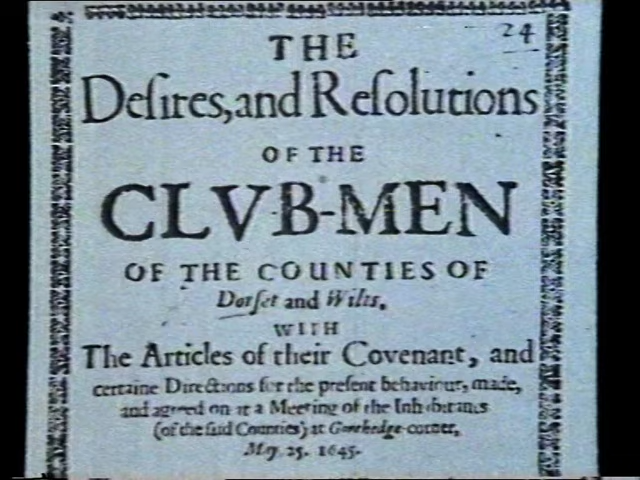 24
THE
Deſires, and Reſolutions
OF THE
CLVB-MEN
OF THE COUNTIES OF
Dorſet and Wilts,
WITH
The Articles of their Covenant, and
certaine Directions for the preſent behaviour, made,
and agreed on at a Meeting of the Inhabitants
(of the ſaid Counties) at Gorehedge-corner,
May, 25. 1645.